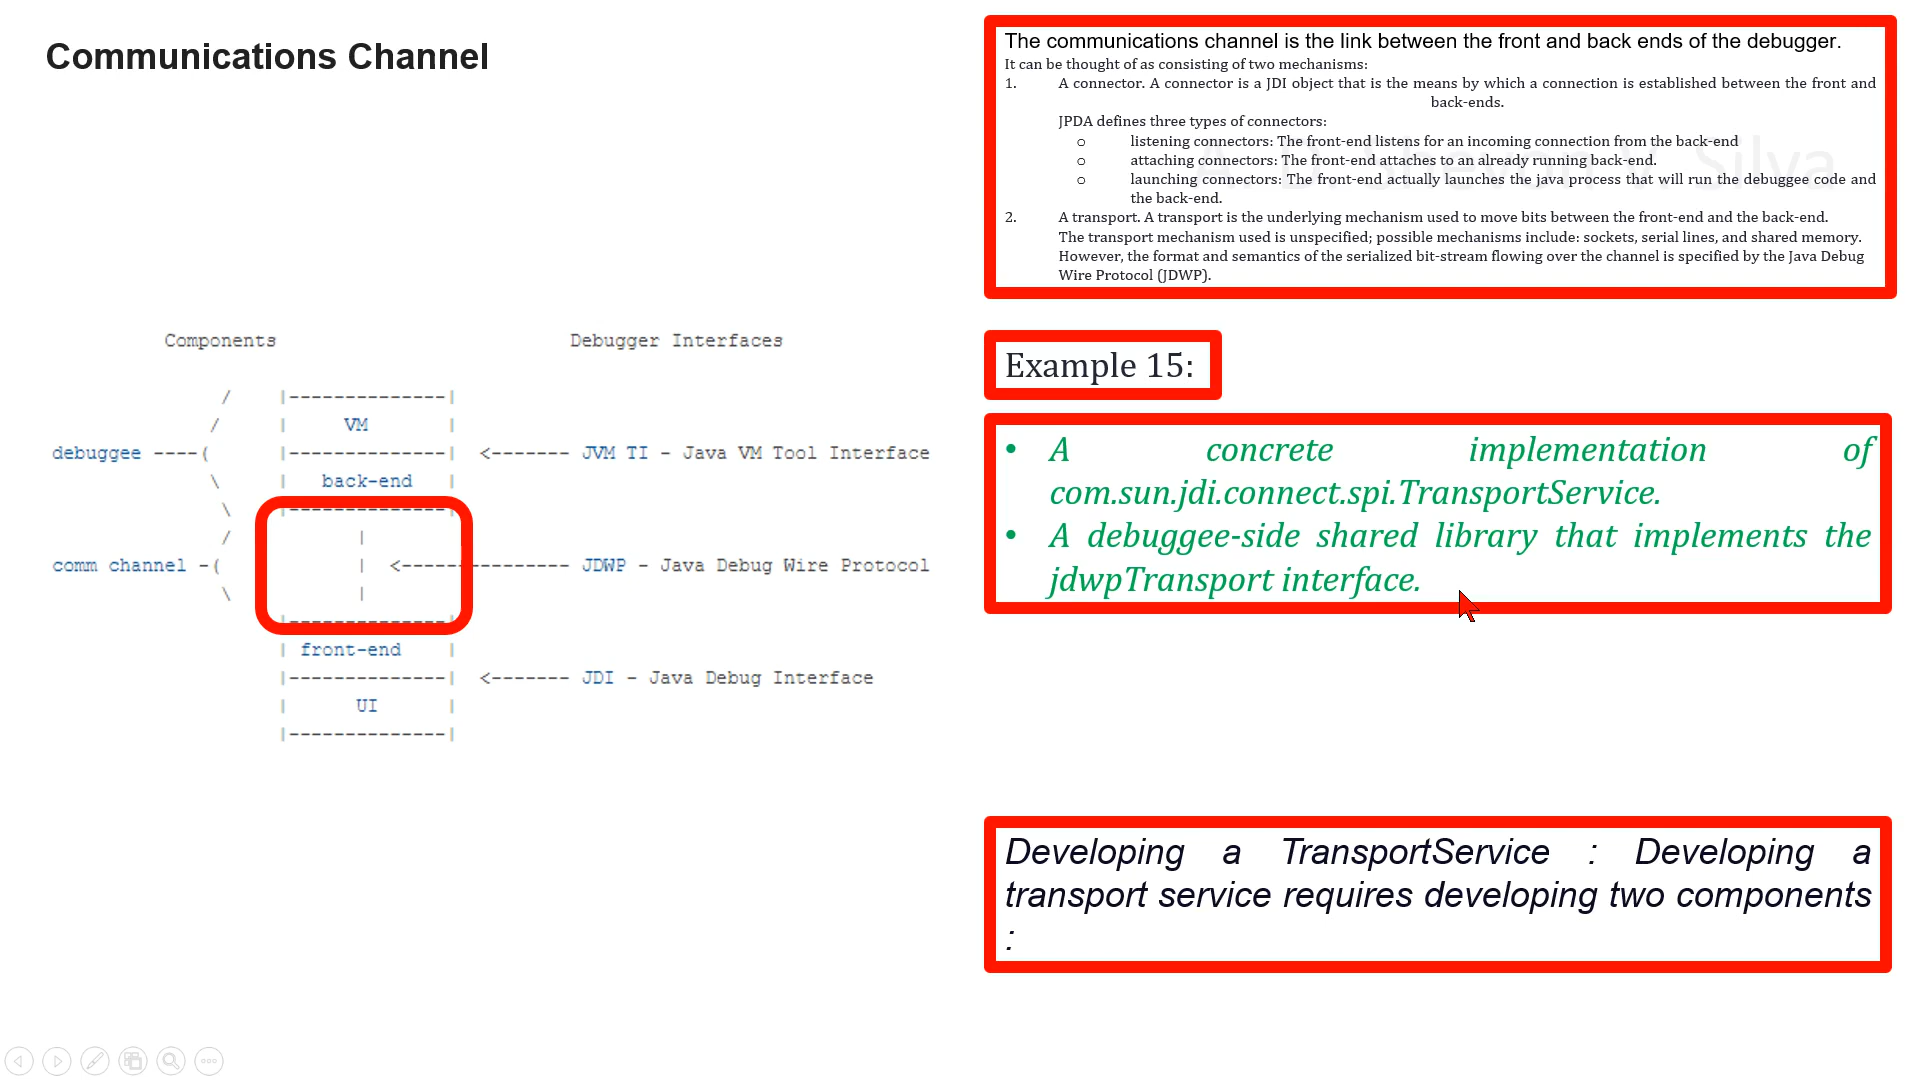 Communications Channel
The communications channel is the link between the front and back ends of the debugger.
It can be thought of as consisting of two mechanisms:
1. A connector. A connector is a JDI object that is the means by which a connection is established between the front and
back-ends.
JPDA defines three types of connectors:
o listening connectors: The front-end listens for an incoming connection from the back-end
o attaching connectors: The front-end attaches to an already running back-end.
o launching connectors: The front-end actually launches the java process that will run the debuggee code and
the back-end.
2. A transport. A transport is the underlying mechanism used to move bits between the front-end and the back-end.
The transport mechanism used is unspecified; possible mechanisms include: sockets, serial lines, and shared memory.
However, the format and semantics of the serialized bit-stream flowing over the channel is specified by the Java Debug
Wire Protocol (JDWP).
Silva
Components Debugger Interfaces
/ |--------------|
/ | VM |
debuggee ----( |--------------| <------- JVM TI - Java VM Tool Interface
\ | back-end |
\ |--------------|
/ |
comm channel -( | <--------------- JDWP - Java Debug Wire Protocol
\ |
|--------------|
| front-end |
|--------------| <------- JDI - Java Debug Interface
| UI |
|--------------|
Example 15:
• A concrete implementation of
com.sun.jdi.connect.spi.TransportService.
• A debuggee-side shared library that implements the
jdwpTransport interface.
Developing a TransportService : Developing a
transport service requires developing two components
: